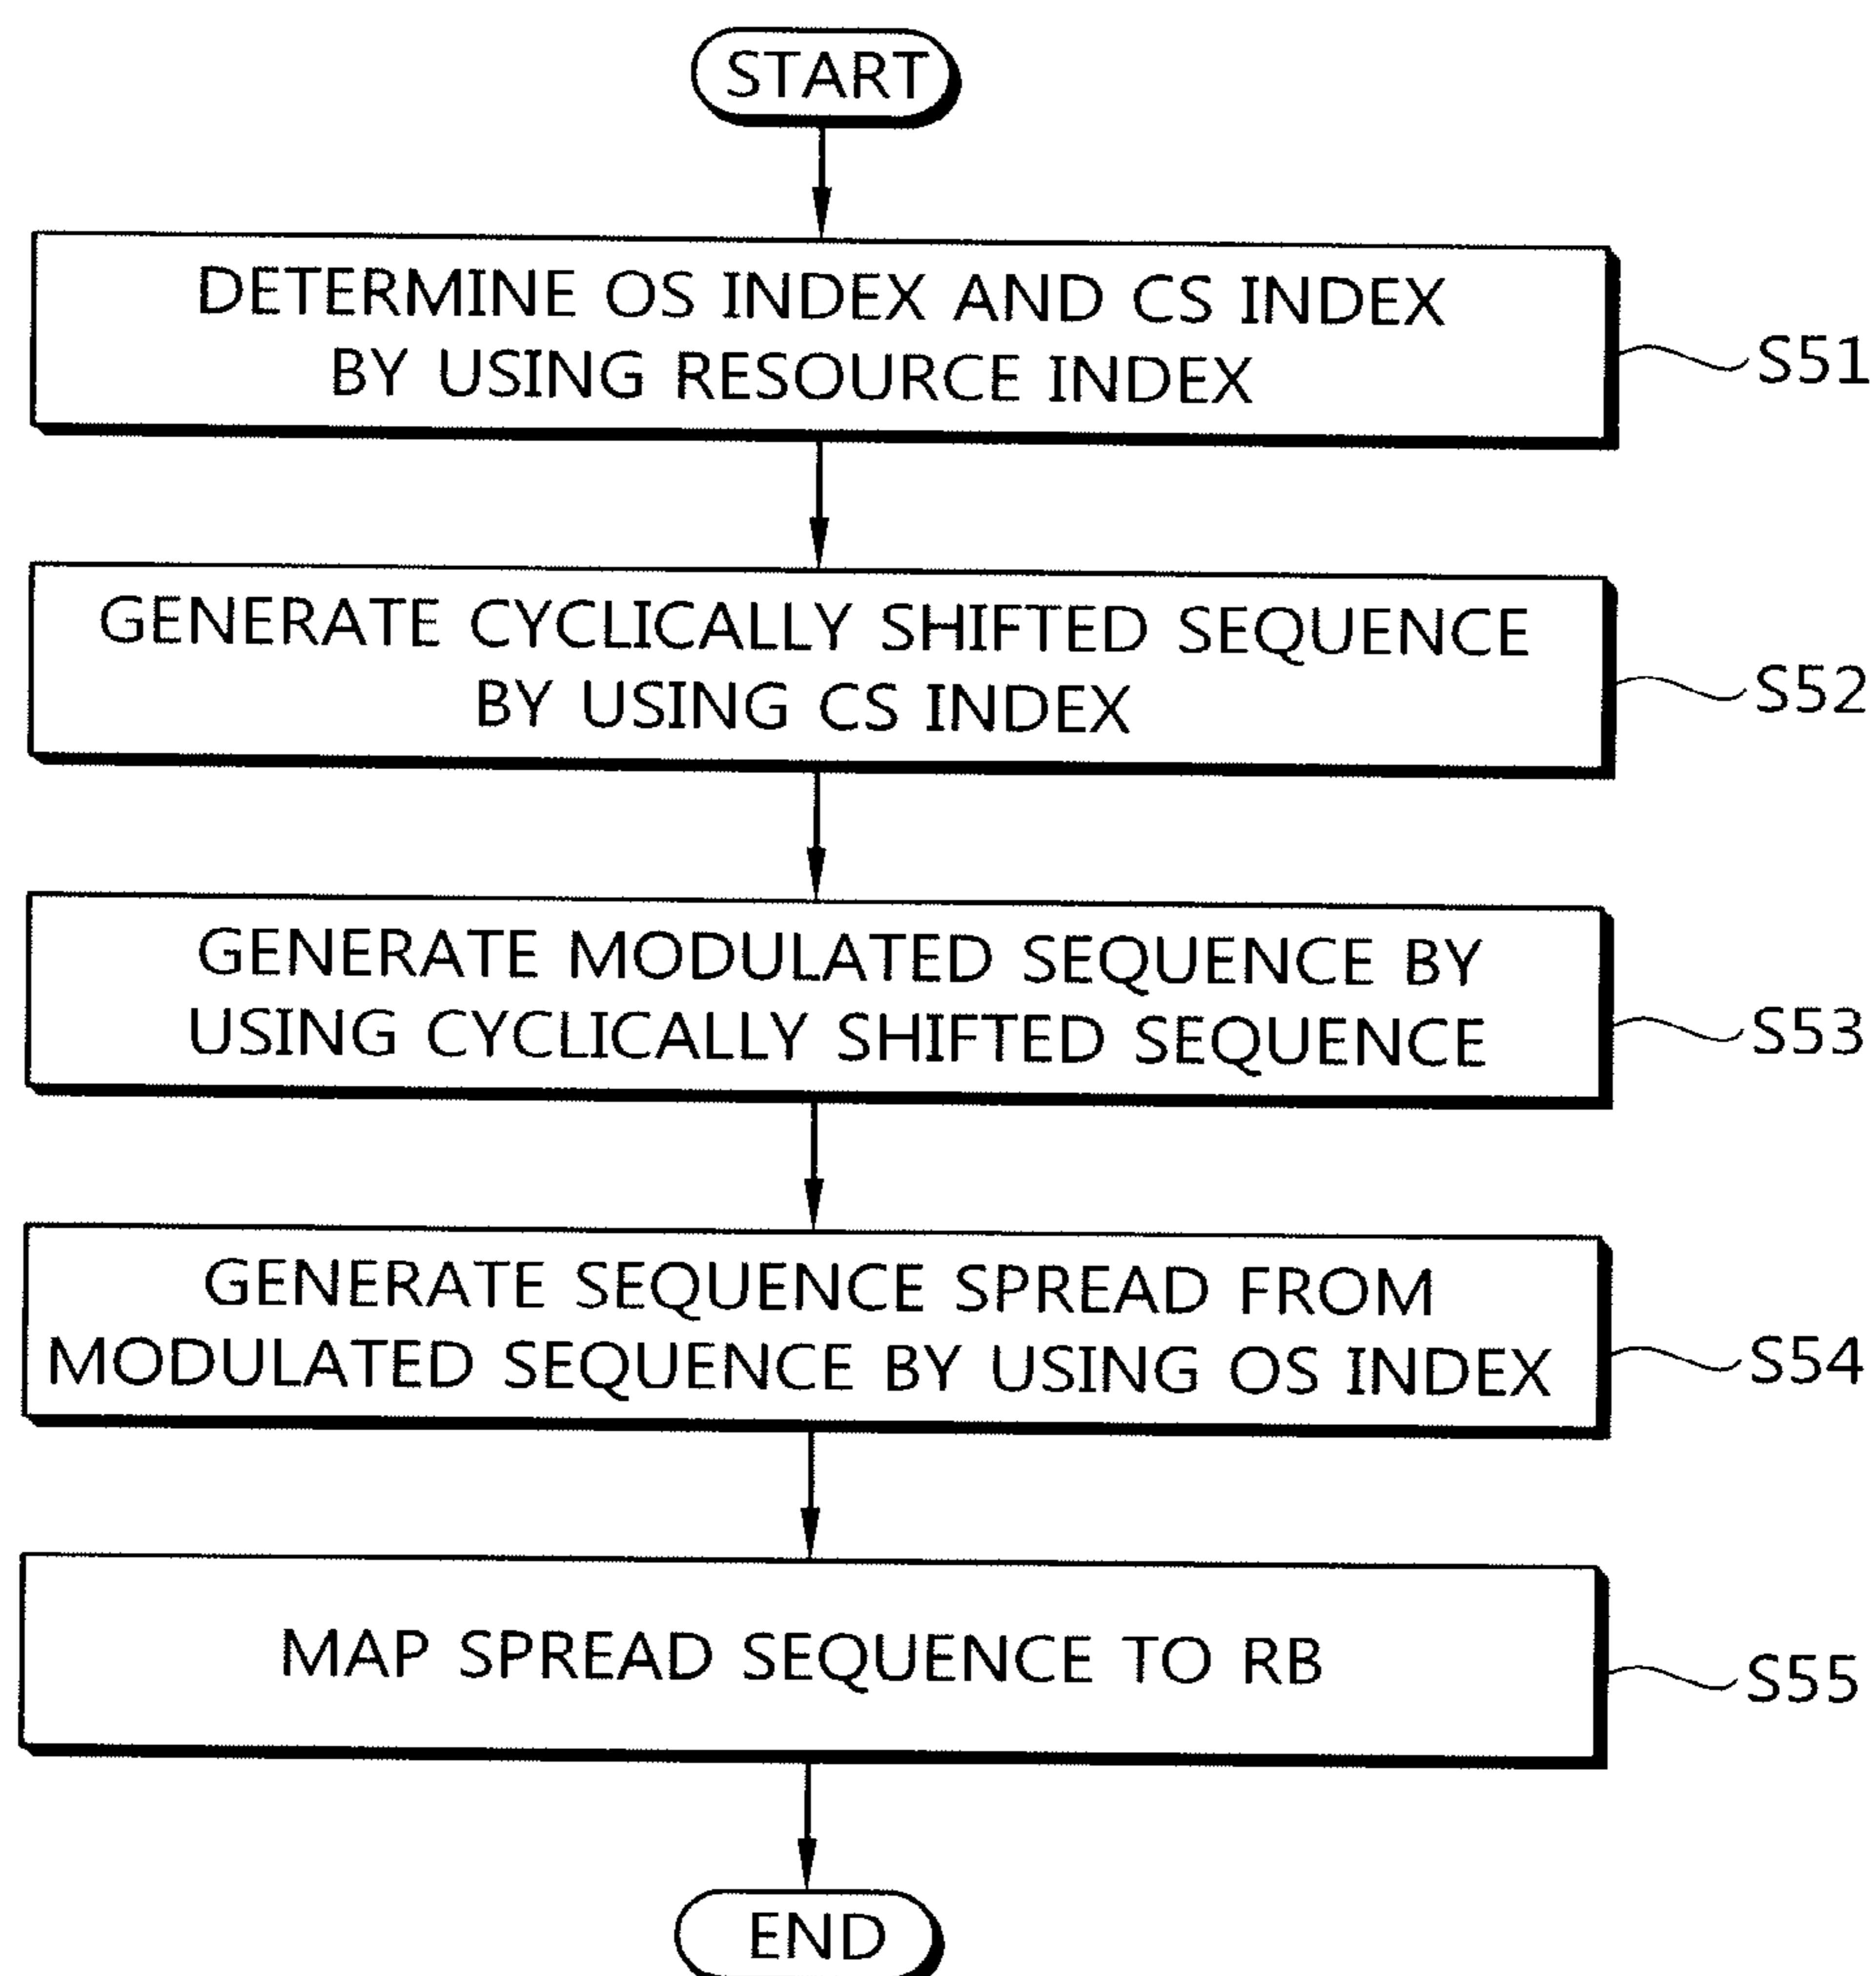 START
DETERMINE OS INDEX AND CS INDEX
BY USING RESOURCE INDEX
S51
GENERATE CYCLICALLY SHIFTED SEQUENCE
BY USING CS INDEX
S52
GENERATE MODULATED SEQUENCE BY
USING CYCLICALLY SHIFTED SEQUENCE
S53
GENERATE SEQUENCE SPREAD FROM
MODULATED SEQUENCE BY USING OS INDEX
S54
MAP SPREAD SEQUENCE TO RB
S55
END